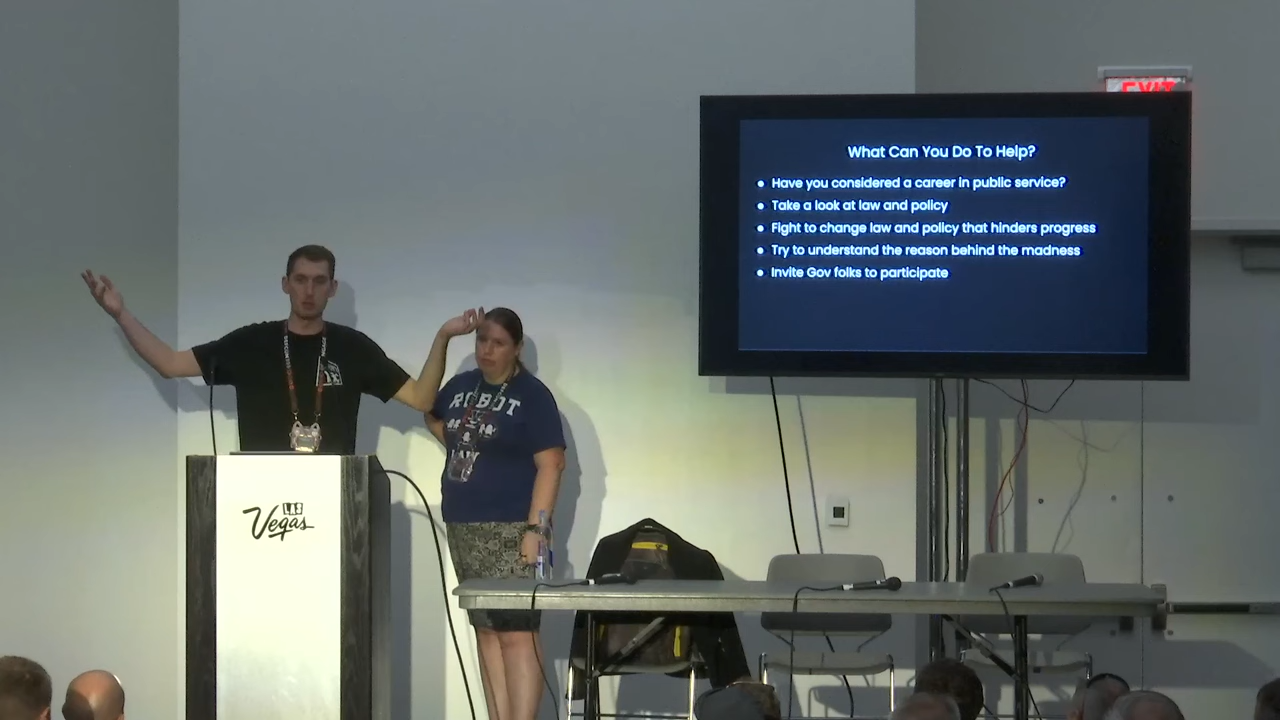 EXIT
What Can You Do To Help?
• Have you considered a career in public service?
• Take a look at law and policy
• Fight to change law and policy that hinders progress
• Try to understand the reason behind the madness
• Invite Gov folks to participate
ROBOT
LAS
Vegas